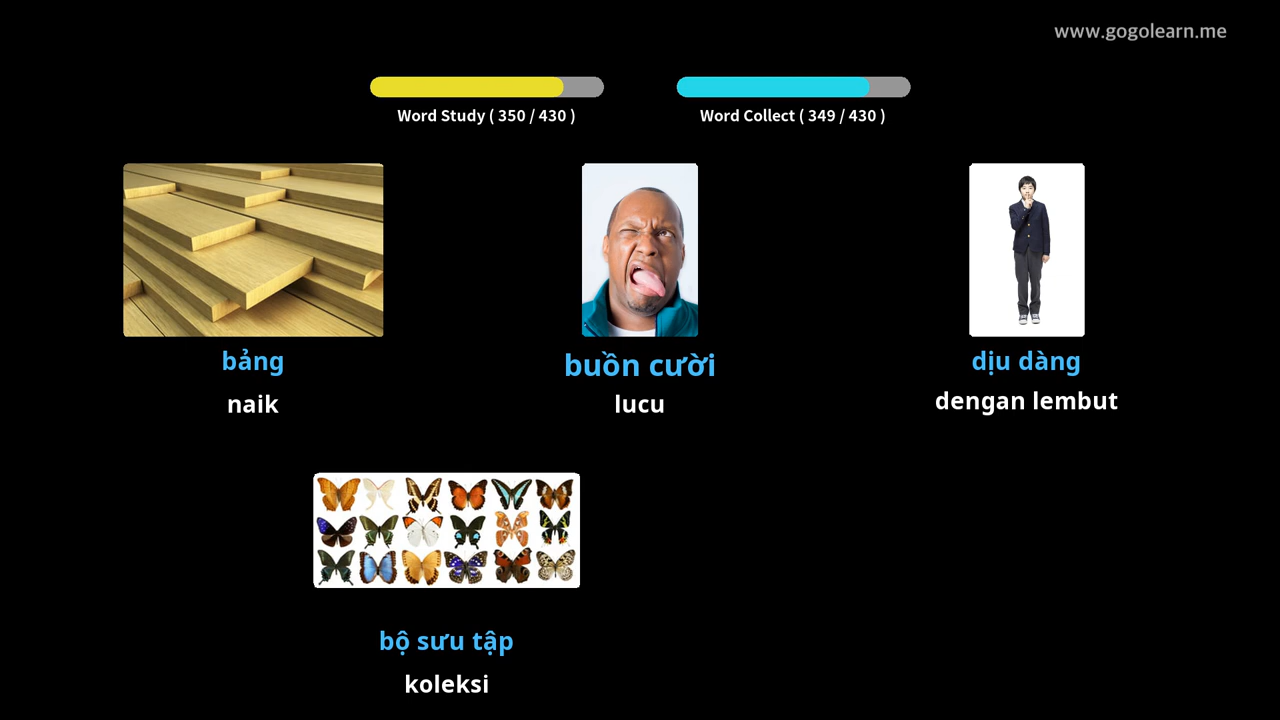 www.gogolearn.me
Word Study ( 350 / 430 )
Word Collect ( 349 / 430 )
bảng
naik
buồn cười
lucu
dịu dàng
dengan lembut
bộ sưu tập
koleksi